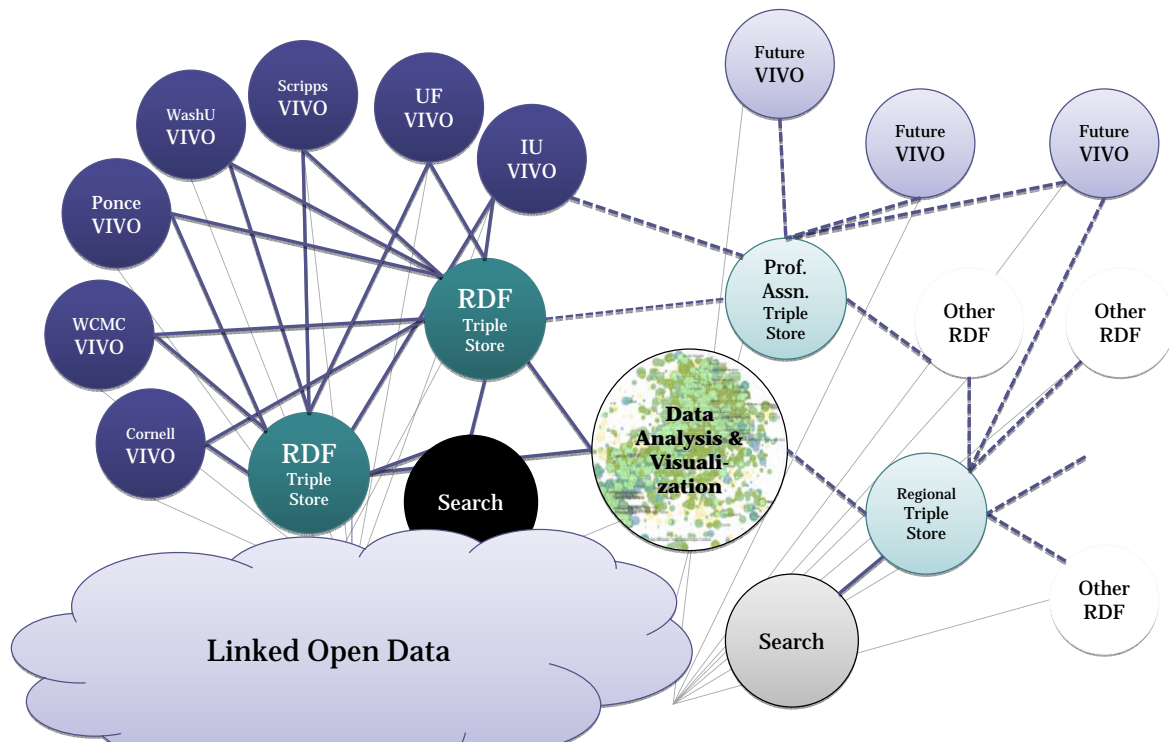 Future
VIVO
Scripps
VIVO
UF
VIVO
WashU
VIVO
IU
VIVO
Future
VIVO
Future
VIVO
Ponce
VIVO
RDF
Triple
Store
Prof.
Assn.
Triple
Store
Other
RDF
Other
RDF
WCMC
VIVO
Data
Analysis &
Visuali-
zation
Cornell
VIVO
RDF
Triple
Store
Search
Regional
Triple
Store
Other
RDF
Linked Open Data
Search